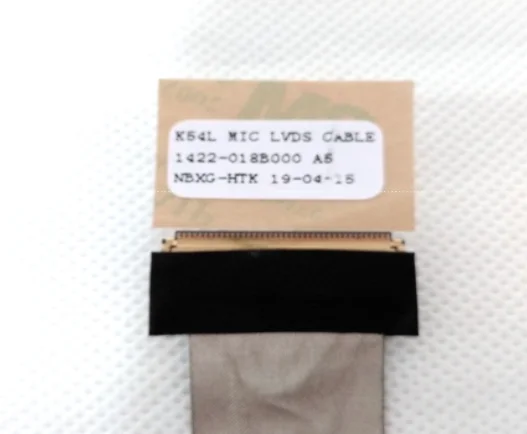 K54L MIC LVDS CABLE
1422-018B000 A5
NBXG-HTK 19-04-15